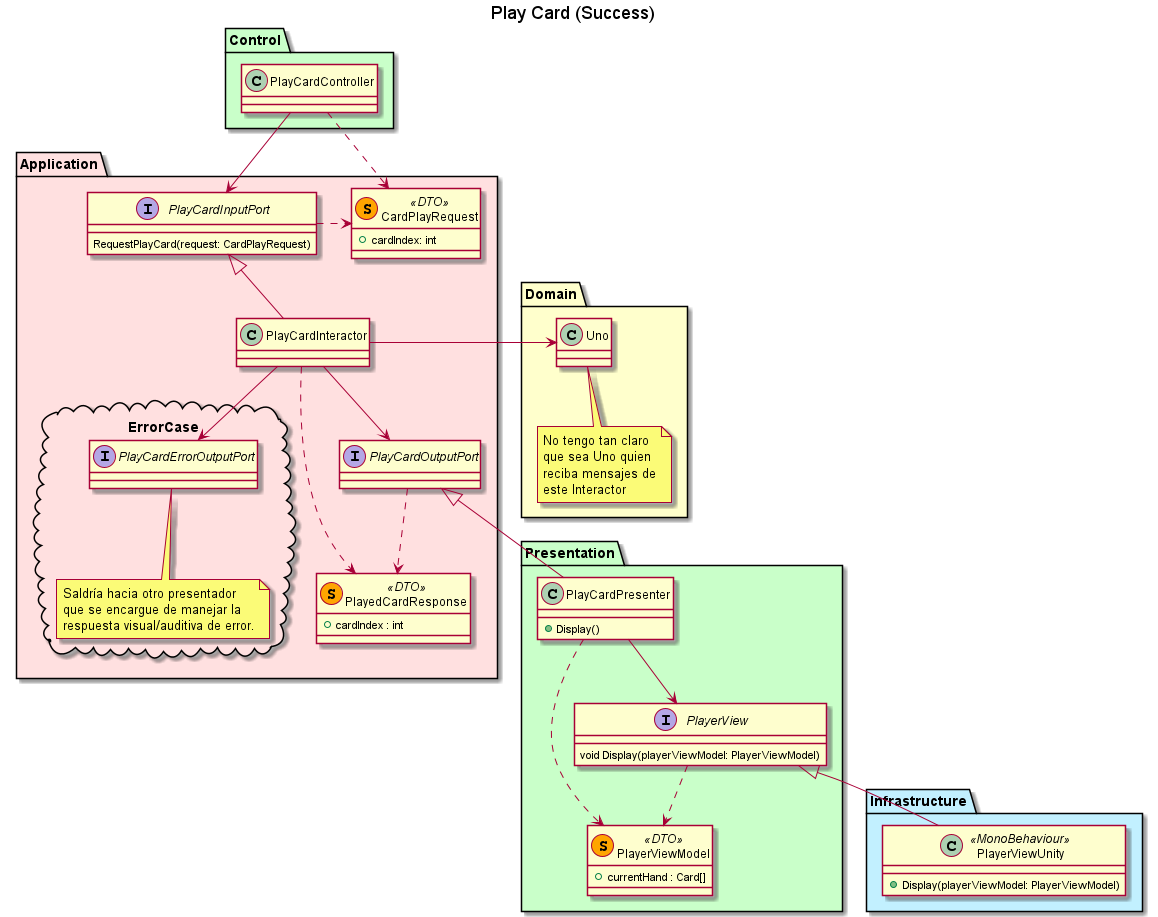 Play Card (Success)
Control
C PlayCardController
Application
I PlayCardInputPort
RequestPlayCard(request: CardPlayRequest)
S «DTO»
CardPlayRequest
cardIndex: int
C PlayCardInteractor
Domain
C Uno
No tengo tan claro
que sea Uno quien
reciba mensajes de
este Interactor
ErrorCase
I PlayCardErrorOutputPort
Saldría hacia otro presentador
que se encargue de manejar la
respuesta visual/auditiva de error.
I PlayCardOutputPort
S «DTO»
PlayedCardResponse
cardIndex : int
Presentation
C PlayCardPresenter
Display()
I PlayerView
void Display(playerViewModel: PlayerViewModel)
S «DTO»
PlayerViewModel
currentHand : Card[]
Infrastructure
C «MonoBehaviour»
PlayerViewUnity
Display(playerViewModel: PlayerViewModel)